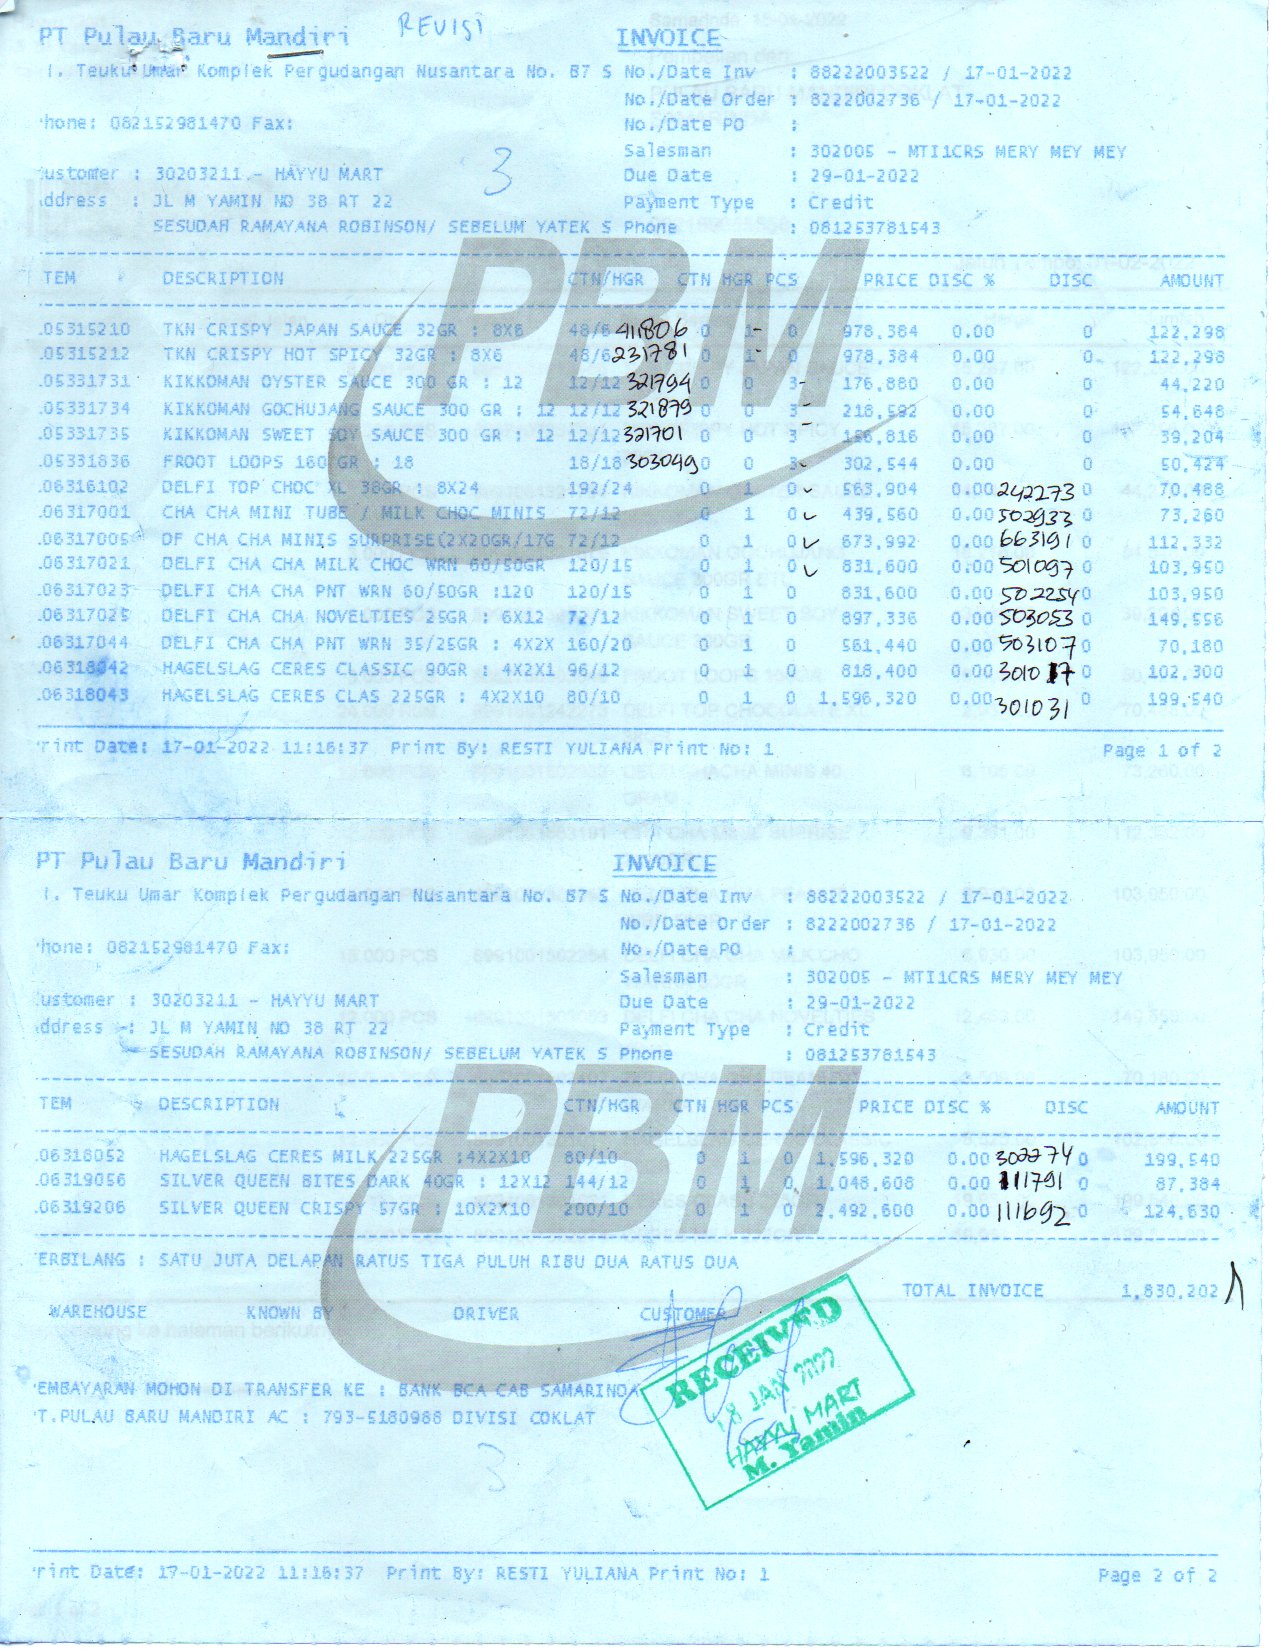 REVISI
PT Pulau Baru Mandiri INVOICE
l. Teuku Umar Komplek Pergudangan Nusantara No. B7 S No./Date Inv : 88222003522 / 17-01-2022
No./Date Order : 8222002736 / 17-01-2022
hone: 082152981470 Fax: No./Date PO :
Salesman : 302005 - MTI1CRS MERY MEY MEY
3
ustomer : 30203211 - HAYYU MART Due Date : 29-01-2022
ddress : JL M YAMIN NO 38 RT 22 Payment Type : Credit
SESUDAH RAMAYANA ROBINSON/ SEBELUM YATEK S Phone : 081253781543
TEM DESCRIPTION CTN/HGR CTN HGR PCS PRICE DISC % DISC AMOUNT
.05315210 TKN CRISPY JAPAN SAUCE 32GR : 8X6 48/6 411806 0 1 - 0 978,384 0.00 122,298
.05315212 TKN CRISPY HOT SPICY 32GR : 8X6 48/6 231781 0 1 - 0 978,384 0.00 122,298
.05331731 KIKKOMAN OYSTER SAUCE 300 GR : 12 12/12 321794 0 0 3 - 176,880 0.00 44,220
.05331734 KIKKOMAN GOCHUJANG SAUCE 300 GR : 12 12/12 321879 0 0 3 - 218,592 0.00 54,648
.05331735 KIKKOMAN SWEET SOY SAUCE 300 GR : 12 12/12 321701 0 0 3 - 156,816 0.00 39,204
.05331836 FROOT LOOPS 160 GR : 18 18/18 303049 0 0 3 - 302,544 0.00 50,424
.06316102 DELFI TOP CHOC XL 38GR : 8X24 192/24 0 1 0 563,904 0.00 242273 0 70,488
.06317001 CHA CHA MINI TUBE / MILK CHOC MINIS 72/12 0 1 0 439,560 0.00 502933 0 73,260
.06317005 DF CHA CHA MINIS SURPRISE(2X20GR/17G 72/12 0 1 0 673,992 0.00 663191 0 112,332
.06317021 DELFI CHA CHA MILK CHOC WRN 60/50GR 120/15 0 1 0 831,600 0.00 501097 0 103,950
.06317023 DELFI CHA CHA PNT WRN 60/50GR :120 120/15 0 1 0 831,600 0.00 502254 0 103,950
.06317025 DELFI CHA CHA NOVELTIES 25GR : 6X12 72/12 0 1 0 897,336 0.00 503053 0 149,556
.06317044 DELFI CHA CHA PNT WRN 35/25GR : 4X2X 160/20 0 1 0 561,440 0.00 503107 0 70,180
.06318042 HAGELSLAG CERES CLASSIC 90GR : 4X2X1 96/12 0 1 0 818,400 0.00 301017 0 102,300
.06318043 HAGELSLAG CERES CLAS 225GR : 4X2X10 80/10 0 1 0 1,596,320 0.00 301031 0 199,540
rint Date: 17-01-2022 11:16:37 Print By: RESTI YULIANA Print No: 1 Page 1 of 2
PT Pulau Baru Mandiri INVOICE
l. Teuku Umar Komplek Pergudangan Nusantara No. B7 S No./Date Inv : 88222003522 / 17-01-2022
No./Date Order : 8222002736 / 17-01-2022
hone: 082152981470 Fax: No./Date PO :
Salesman : 302005 - MTI1CRS MERY MEY MEY
ustomer : 30203211 - HAYYU MART Due Date : 29-01-2022
ddress : JL M YAMIN NO 38 RT 22 Payment Type : Credit
SESUDAH RAMAYANA ROBINSON/ SEBELUM YATEK S Phone : 081253781543
PBM
TEM DESCRIPTION CTN/HGR CTN HGR PCS PRICE DISC % DISC AMOUNT
.06318052 HAGELSLAG CERES MILK 225GR :4X2X10 80/10 0 1 0 1,596,320 0.00 302274 0 199,540
.06319056 SILVER QUEEN BITES DARK 40GR : 12X12 144/12 0 1 0 1,048,608 0.00 111791 0 87,384
.06319206 SILVER QUEEN CRISPY 57GR : 10X2X10 200/10 0 1 0 2,492,600 0.00 111692 0 124,630
PBM
ERBILANG : SATU JUTA DELAPAN RATUS TIGA PULUH RIBU DUA RATUS DUA
TOTAL INVOICE 1,830,202
WAREHOUSE KNOWN BY DRIVER CUSTOMER
RECEIVED
18 JAN 2022
HAYYU MART
M. Yamin
EMBAYARAN MOHON DI TRANSFER KE : BANK BCA CAB SAMARINDA
T.PULAU BARU MANDIRI AC : 793-5180988 DIVISI COKLAT
3
rint Date: 17-01-2022 11:16:37 Print By: RESTI YULIANA Print No: 1 Page 2 of 2